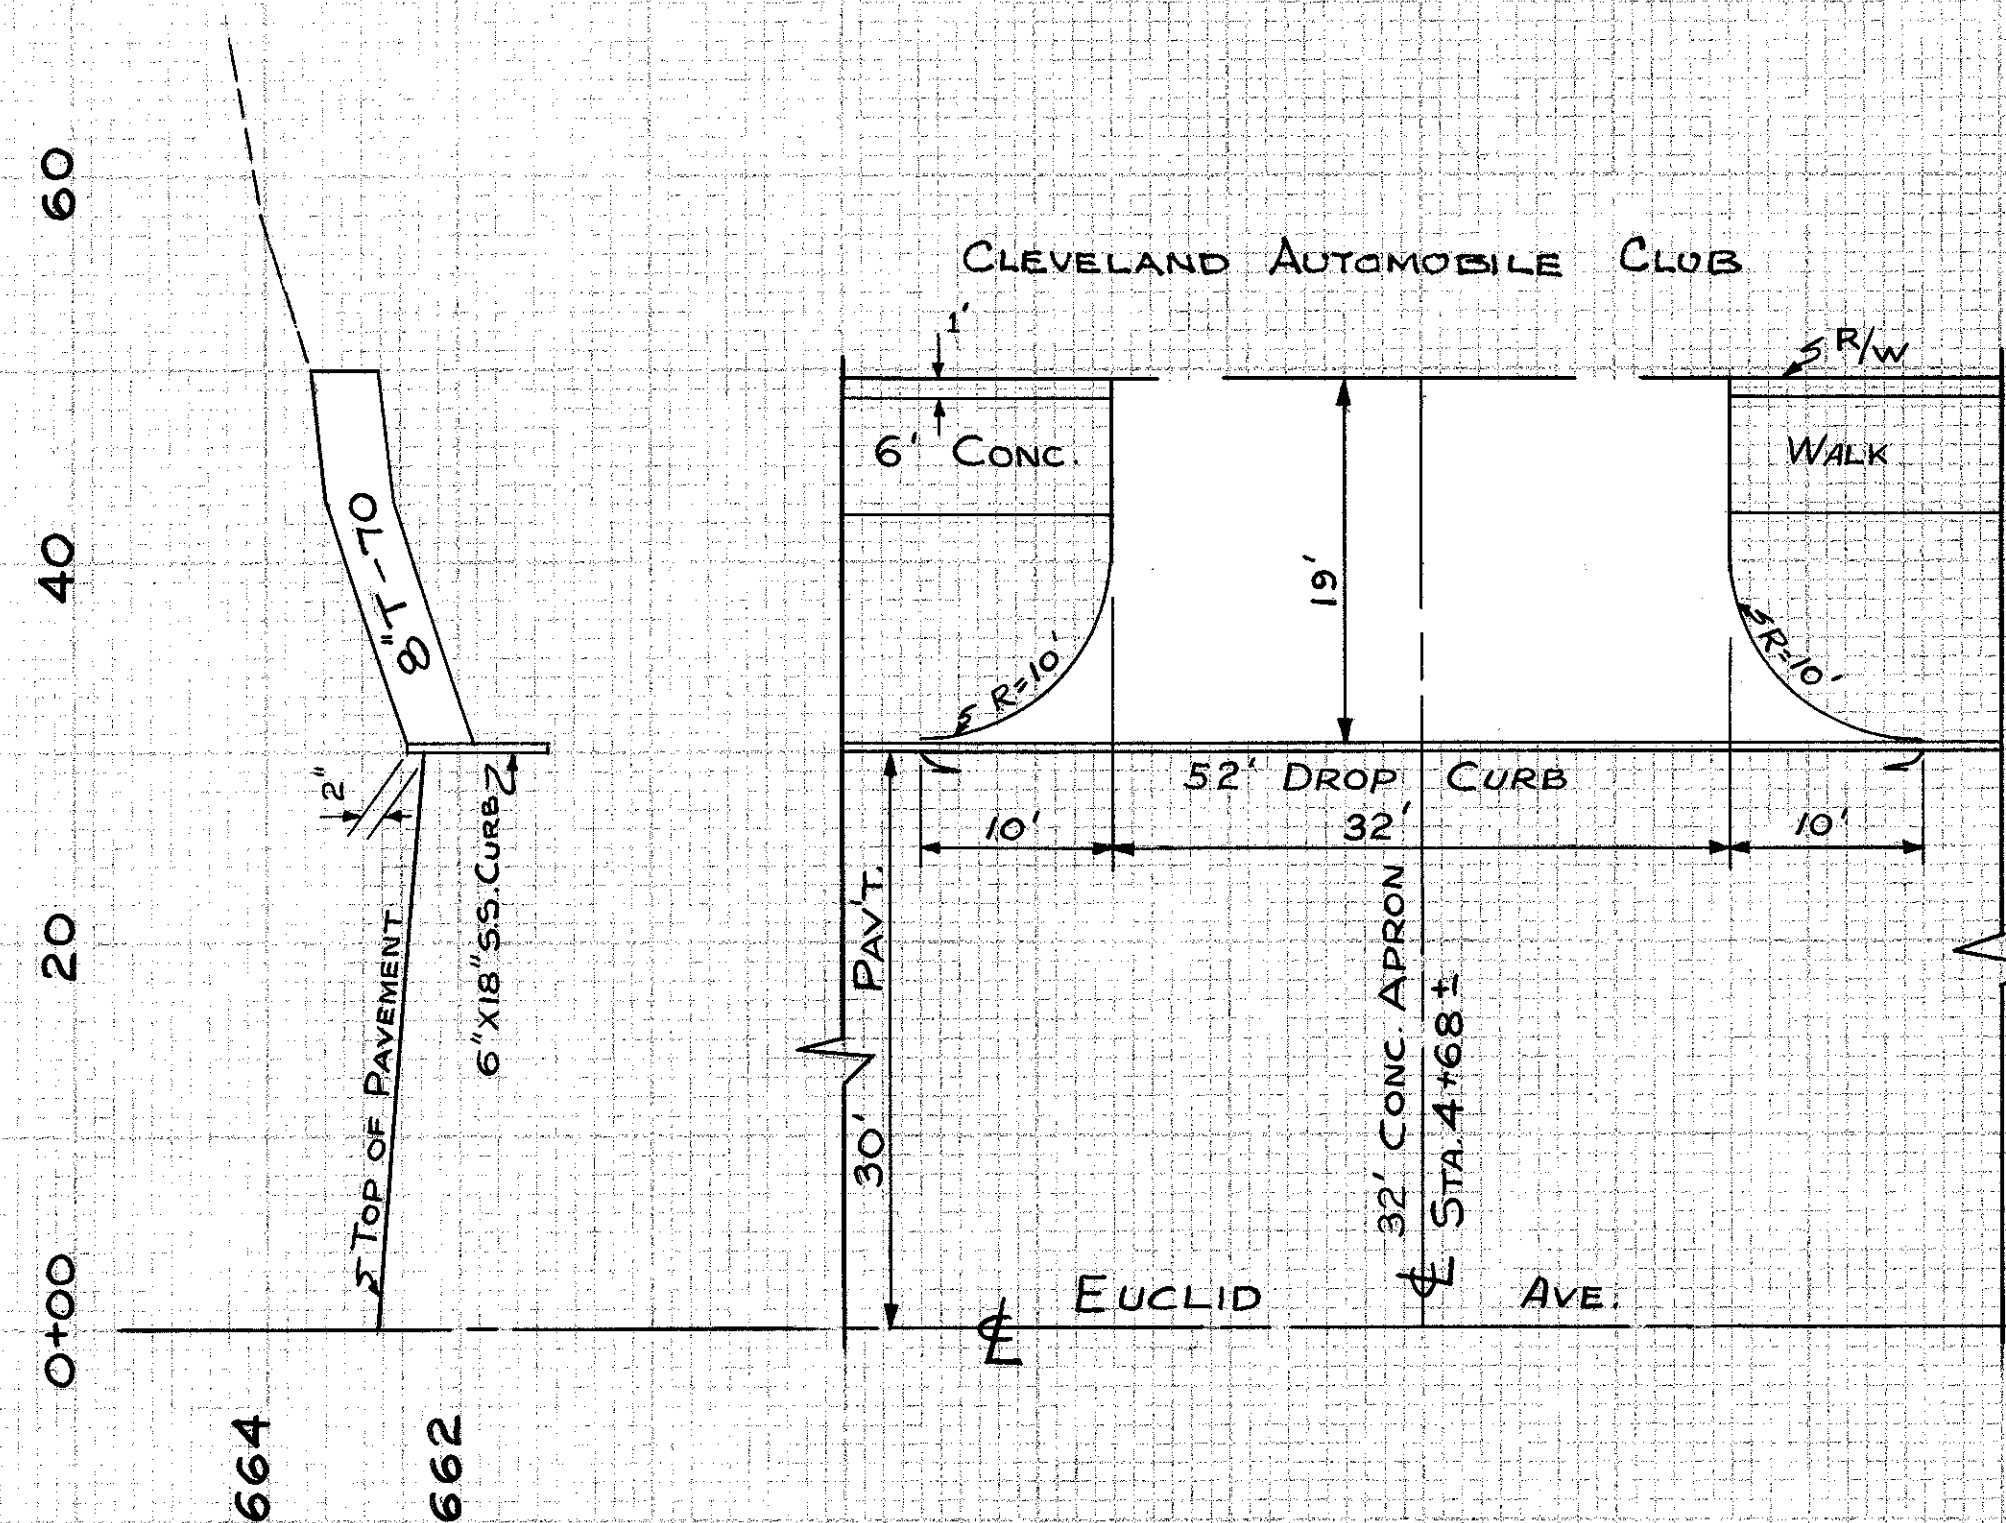 60
40
20
0+00
664
662
8" T-70
2"
6"X18" S.S. CURB
TOP OF PAVEMENT
CLEVELAND AUTOMOBILE CLUB
1'
R/W
6' CONC. WALK
19'
R=10'
R=10'
52' DROP CURB
10'
32'
10'
30' PAV'T.
32' CONC. APRON
℄ STA. 4+68±
℄ EUCLID AVE.